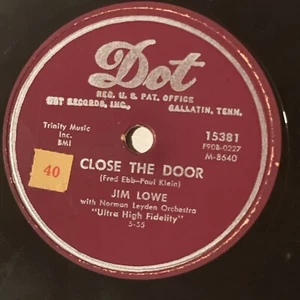 Dot
REG. U. S. PAT. OFFICE
DOT RECORDS, INC., GALLATIN, TENN.
Trinity Music
Inc.
BMI
15381
F90B-0227
M-8640
CLOSE THE DOOR
(Fred Ebb-Paul Klein)
40
JIM LOWE
with Norman Leyden Orchestra
"Ultra High Fidelity"
5-55